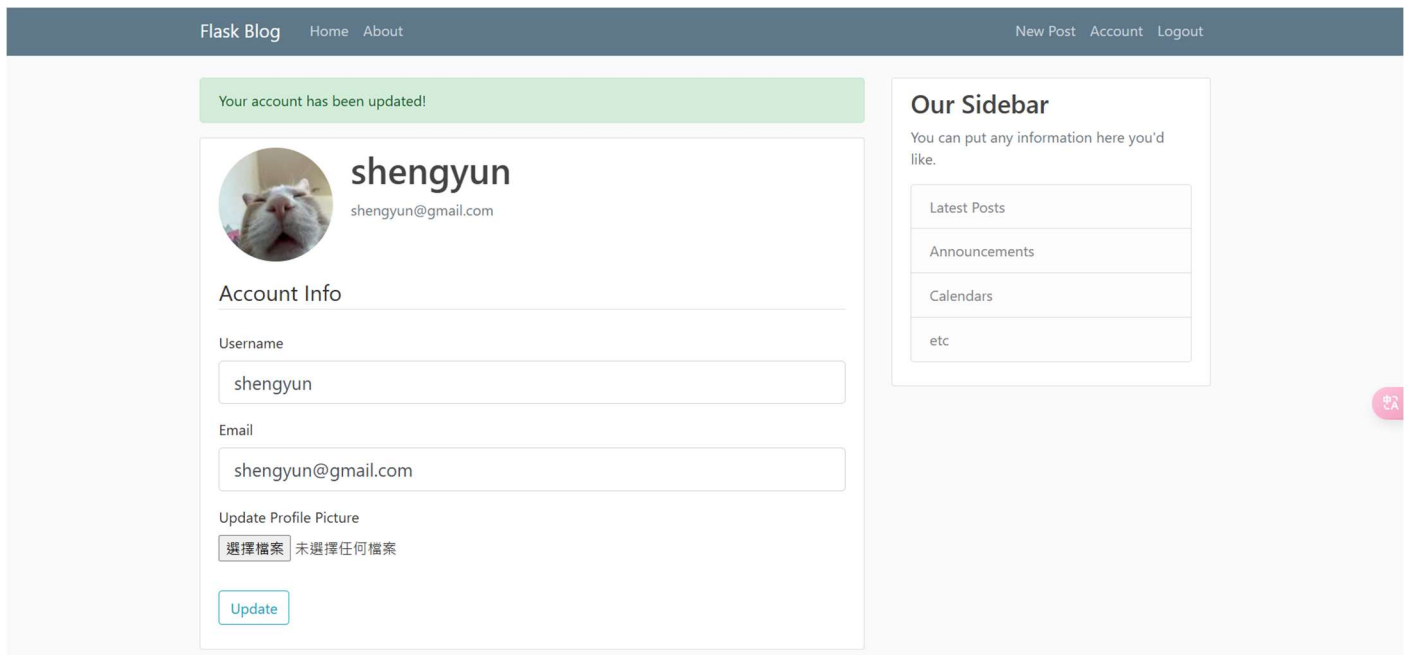 Flask Blog Home About New Post Account Logout
Your account has been updated!
shengyun
shengyun@gmail.com
Account Info
Username
shengyun
Email
shengyun@gmail.com
Update Profile Picture
選擇檔案 未選擇任何檔案
Update
Our Sidebar
You can put any information here you'd
like.
Latest Posts
Announcements
Calendars
etc